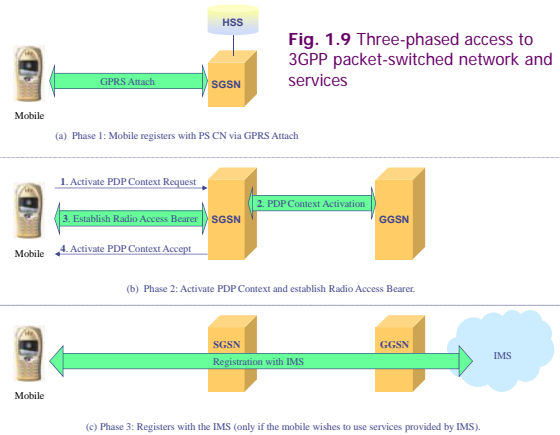 HSS
Fig. 1.9 Three-phased access to
3GPP packet-switched network and
services
GPRS Attach
SGSN
Mobile
(a) Phase 1: Mobile registers with PS CN via GPRS Attach
1. Activate PDP Context Request
2. PDP Context Activation
3. Establish Radio Access Bearer
SGSN
GGSN
4. Activate PDP Context Accept
Mobile
(b) Phase 2: Activate PDP Context and establish Radio Access Bearer.
SGSN
GGSN
IMS
Registration with IMS
Mobile
(c) Phase 3: Registers with the IMS (only if the mobile wishes to use services provided by IMS).